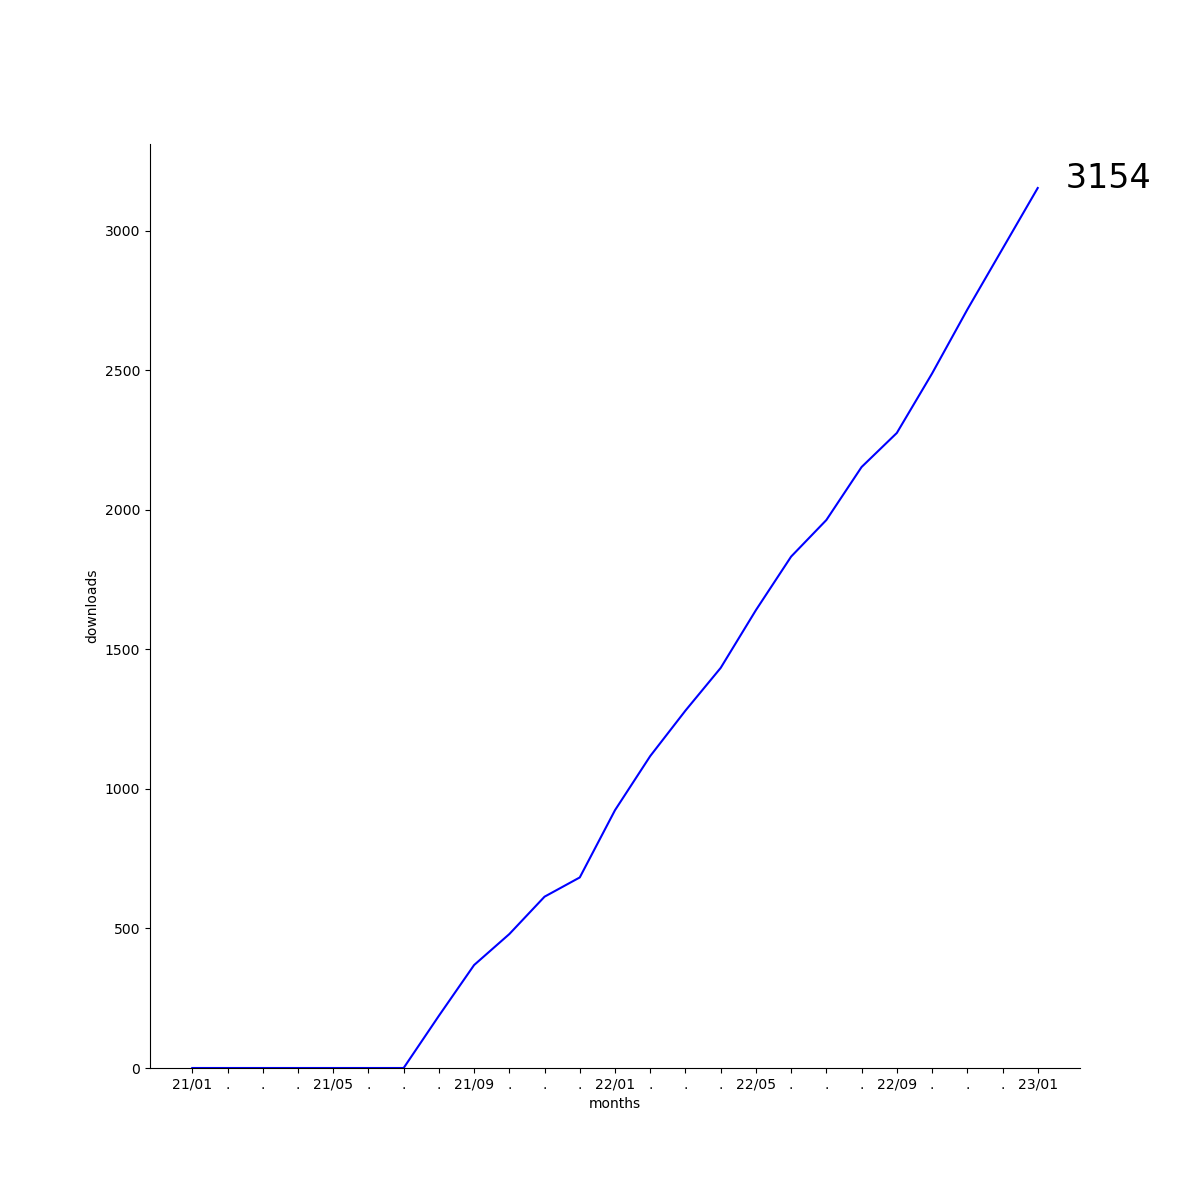 3154
3000
2500
2000
1500
1000
500
0
downloads
21/01 . . . 21/05 . . . 21/09 . . . 22/01 . . . 22/05 . . . 22/09 . . . 23/01
months